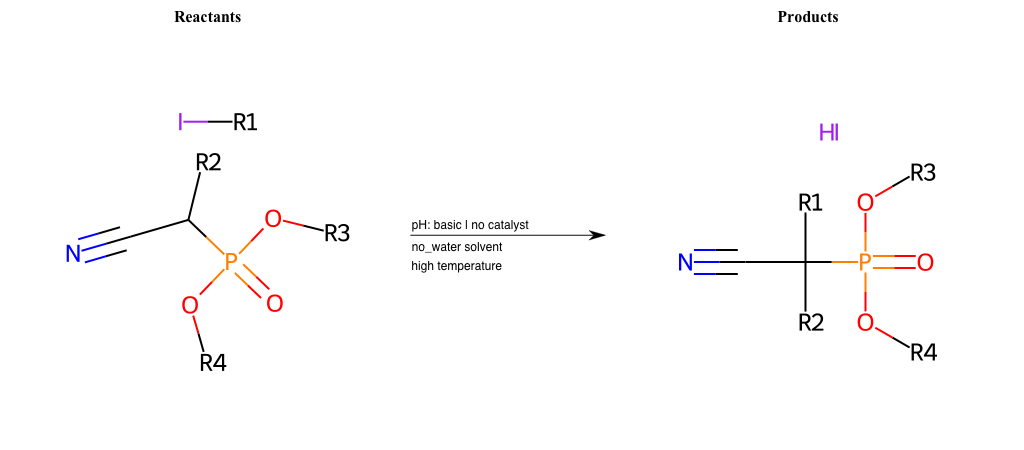 Reactants
Products
I R1
R2
N
O R3
P
O O
R4
pH: basic | no catalyst
no_water solvent
high temperature
HI
R3
R1 O
N P O
R2 O
R4